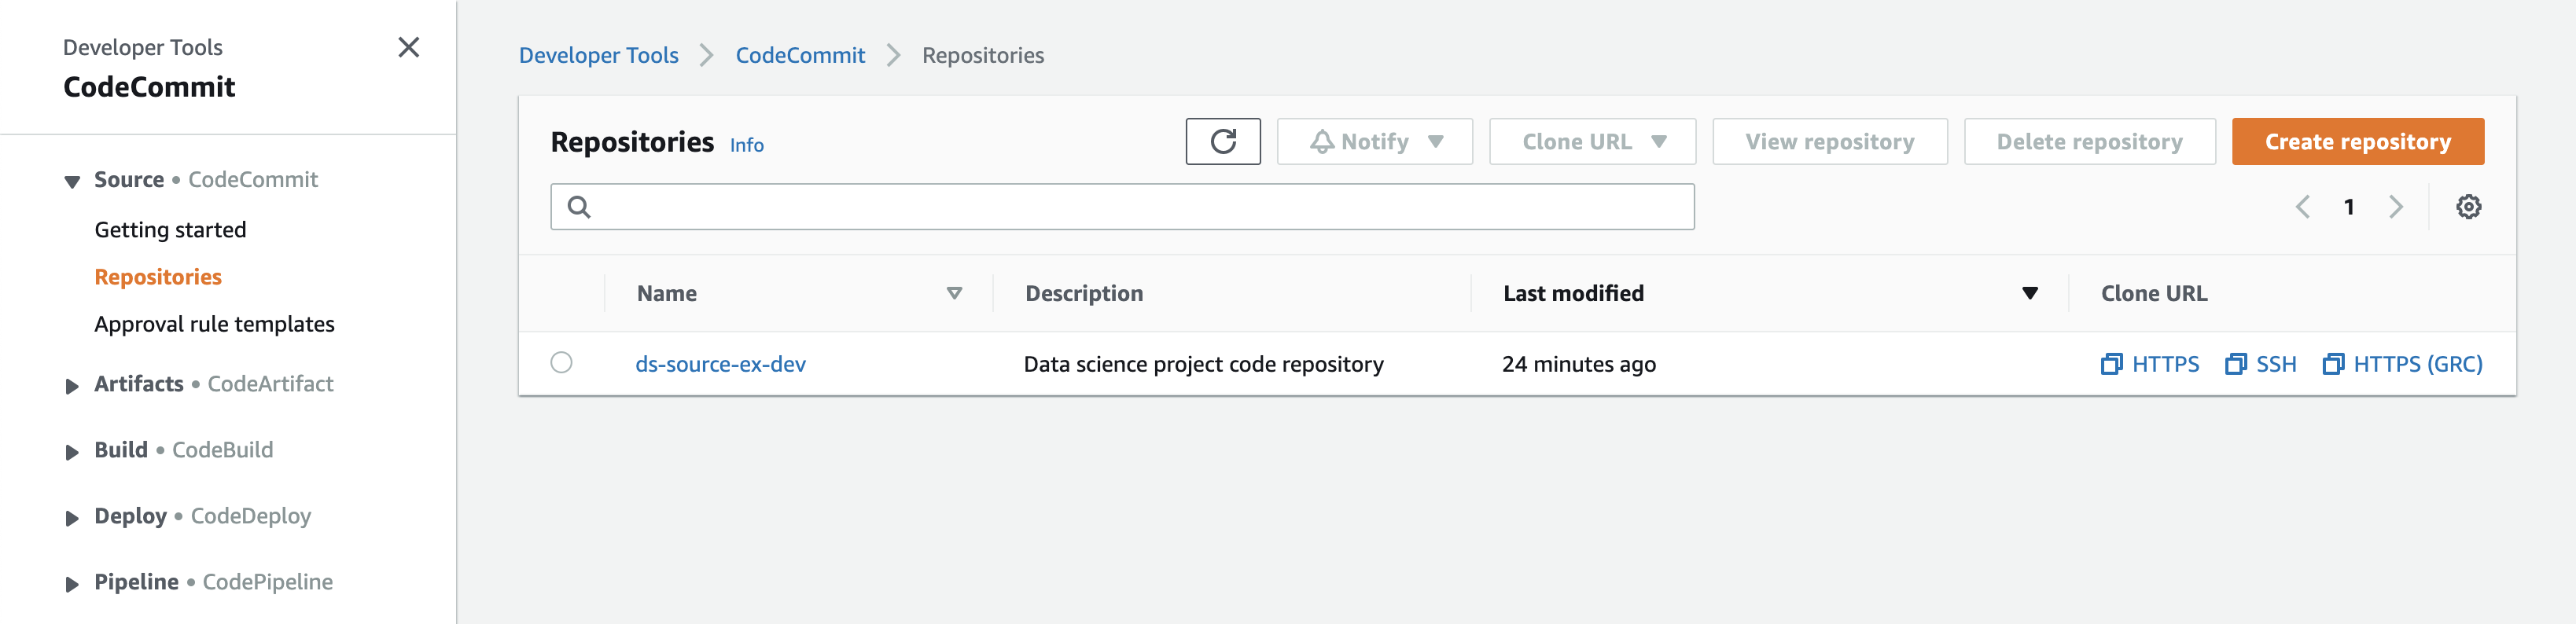 Developer Tools
CodeCommit
Source • CodeCommit
Getting started
Repositories
Approval rule templates
Artifacts • CodeArtifact
Build • CodeBuild
Deploy • CodeDeploy
Pipeline • CodePipeline
Developer Tools CodeCommit Repositories
Repositories Info Notify Clone URL View repository Delete repository Create repository
1
Name Description Last modified Clone URL
ds-source-ex-dev Data science project code repository 24 minutes ago HTTPS SSH HTTPS (GRC)